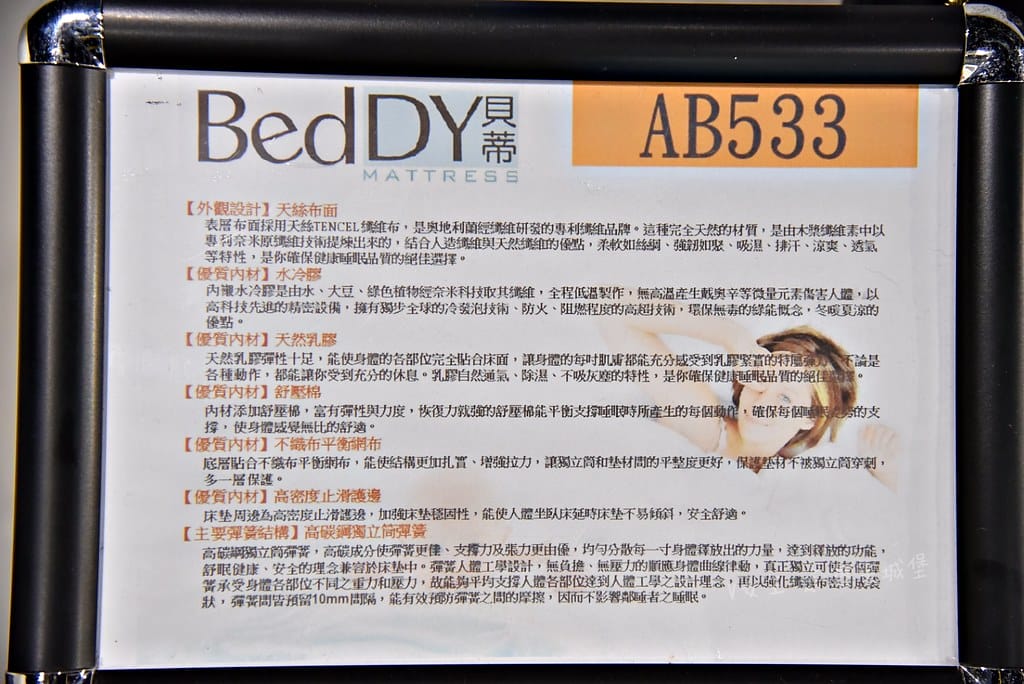 BedDY貝蒂
MATTRESS
AB533
【外觀設計】天絲布面
表層布面採用天絲TENCEL纖維布，是奧地利蘭經纖維研發的專利纖維品牌。這種完全天然的材質，是由木漿纖維素中以
專利奈米原纖維技術提煉出來的，結合人造纖維與天然纖維的優點，柔軟如絲綢、強韌如聚、吸濕、排汗、涼爽、透氣
等特性，是你確保健康睡眠品質的絕佳選擇。
【優質內材】水冷膠
內襯水冷膠是由水、大豆、綠色植物經奈米科技取其纖維，全程低溫製作，無高溫產生戴奧辛等微量元素傷害人體，以
高科技先進的精密設備，擁有獨步全球的冷發泡技術、防火、阻燃程度的高超技術，環保無毒的綠能概念，冬暖夏涼的
優點。
【優質內材】天然乳膠
天然乳膠彈性十足，能使身體的各部位完全貼合床面，讓身體的每吋肌膚都能充分感受到乳膠緊實的特屬彈力，不論是
各種動作，都能讓你受到充分的休息。乳膠自然通氣、除濕、不吸灰塵的特性，是你確保健康睡眠品質的絕佳選擇。
【優質內材】舒壓棉
內材添加舒壓棉，富有彈性與力度，恢復力就強的舒壓棉能平衡支撐睡眠時所產生的每個動作，確保每個睡眠姿勢的支
撐，使身體感覺無比的舒適。
【優質內材】不織布平衡網布
底層貼合不織布平衡網布，能使結構更加扎實、增強拉力，讓獨立筒和墊材間的平整度更好，保護墊材不被獨立筒穿刺，
多一層保護。
【優質內材】高密度止滑護邊
床墊周邊為高密度止滑護邊，加強床墊穩固性，能使人體坐臥床延時床墊不易傾斜，安全舒適。
【主要彈簧結構】高碳鋼獨立筒彈簧
高碳鋼獨立筒彈簧，高碳成分使彈簧更佳、支撐力及張力更由優，均勻分散每一寸身體釋放出的力量，達到釋放的功能，
舒眠健康、安全的理念兼容於床墊中。彈簧人體工學設計，無負擔、無壓力的順應身體曲線律動，真正獨立可使各個彈
簧承受身體各部位不同之重力和壓力，故能夠平均支撐人體各部位達到人體工學之設計理念，再以強化纖維布密封成袋
狀，彈簧間皆預留10mm間隔，能有效預防彈簧之間的摩擦，因而不影響鄰睡者之睡眠。
城堡